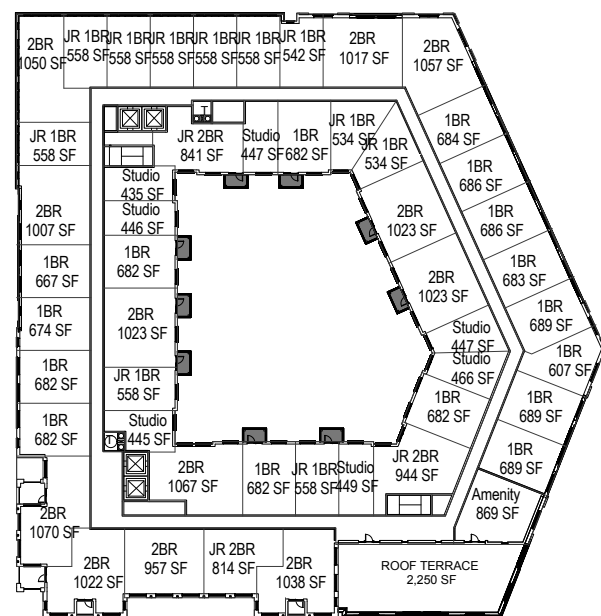 2BR
1050 SF
JR 1BR
558 SF
JR 1BR
558 SF
JR 1BR
558 SF
JR 1BR
558 SF
JR 1BR
558 SF
JR 1BR
542 SF
2BR
1017 SF
2BR
1057 SF
JR 1BR
558 SF
T
JR 2BR
841 SF
Studio
447 SF
1BR
682 SF
JR 1BR
534 SF
JR 1BR
534 SF
1BR
684 SF
1BR
686 SF
1BR
686 SF
1BR
683 SF
1BR
689 SF
1BR
607 SF
1BR
689 SF
1BR
689 SF
Amenity
869 SF
2BR
1007 SF
1BR
667 SF
1BR
674 SF
1BR
682 SF
1BR
682 SF
Studio
435 SF
Studio
446 SF
1BR
682 SF
2BR
1023 SF
JR 1BR
558 SF
Studio
445 SF
T
2BR
1023 SF
2BR
1023 SF
Studio
447 SF
Studio
466 SF
1BR
682 SF
JR 2BR
944 SF
2BR
1067 SF
1BR
682 SF
JR 1BR
558 SF
Studio
449 SF
2BR
1070 SF
2BR
1022 SF
2BR
957 SF
JR 2BR
814 SF
2BR
1038 SF
ROOF TERRACE
2,250 SF